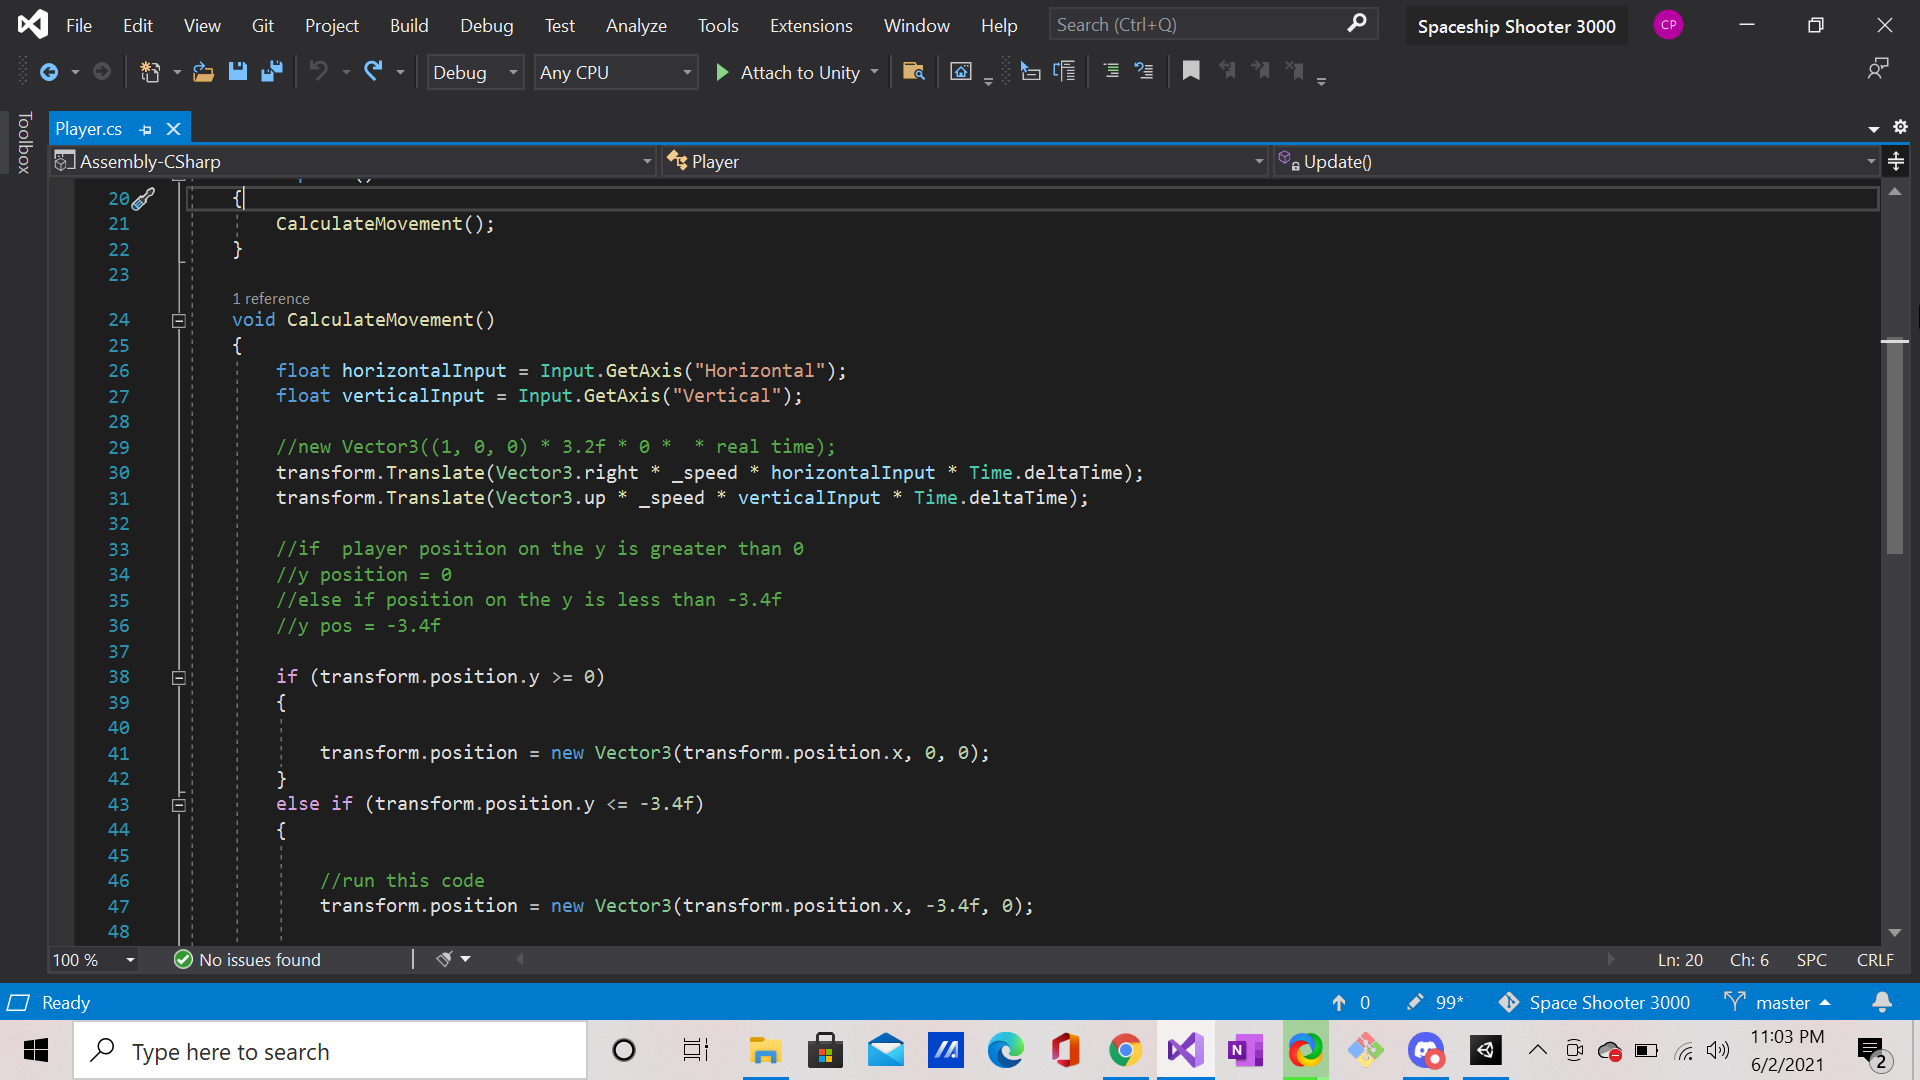 File Edit View Git Project Build Debug Test Analyze Tools Extensions Window Help Search (Ctrl+Q) Spaceship Shooter 3000 CP
Debug Any CPU Attach to Unity
Toolbox
Player.cs
Assembly-CSharp Player Update()
20 {
21 CalculateMovement();
22 }
23
1 reference
24 void CalculateMovement()
25 {
26 float horizontalInput = Input.GetAxis("Horizontal");
27 float verticalInput = Input.GetAxis("Vertical");
28
29 //new Vector3((1, 0, 0) * 3.2f * 0 *  * real time);
30 transform.Translate(Vector3.right * _speed * horizontalInput * Time.deltaTime);
31 transform.Translate(Vector3.up * _speed * verticalInput * Time.deltaTime);
32
33 //if  player position on the y is greater than 0
34 //y position = 0
35 //else if position on the y is less than -3.4f
36 //y pos = -3.4f
37
38 if (transform.position.y >= 0)
39 {
40
41 transform.position = new Vector3(transform.position.x, 0, 0);
42 }
43 else if (transform.position.y <= -3.4f)
44 {
45
46 //run this code
47 transform.position = new Vector3(transform.position.x, -3.4f, 0);
48
100 % No issues found Ln: 20 Ch: 6 SPC CRLF
Ready 0 99* Space Shooter 3000 master
Type here to search N 11:03 PM
6/2/2021 2